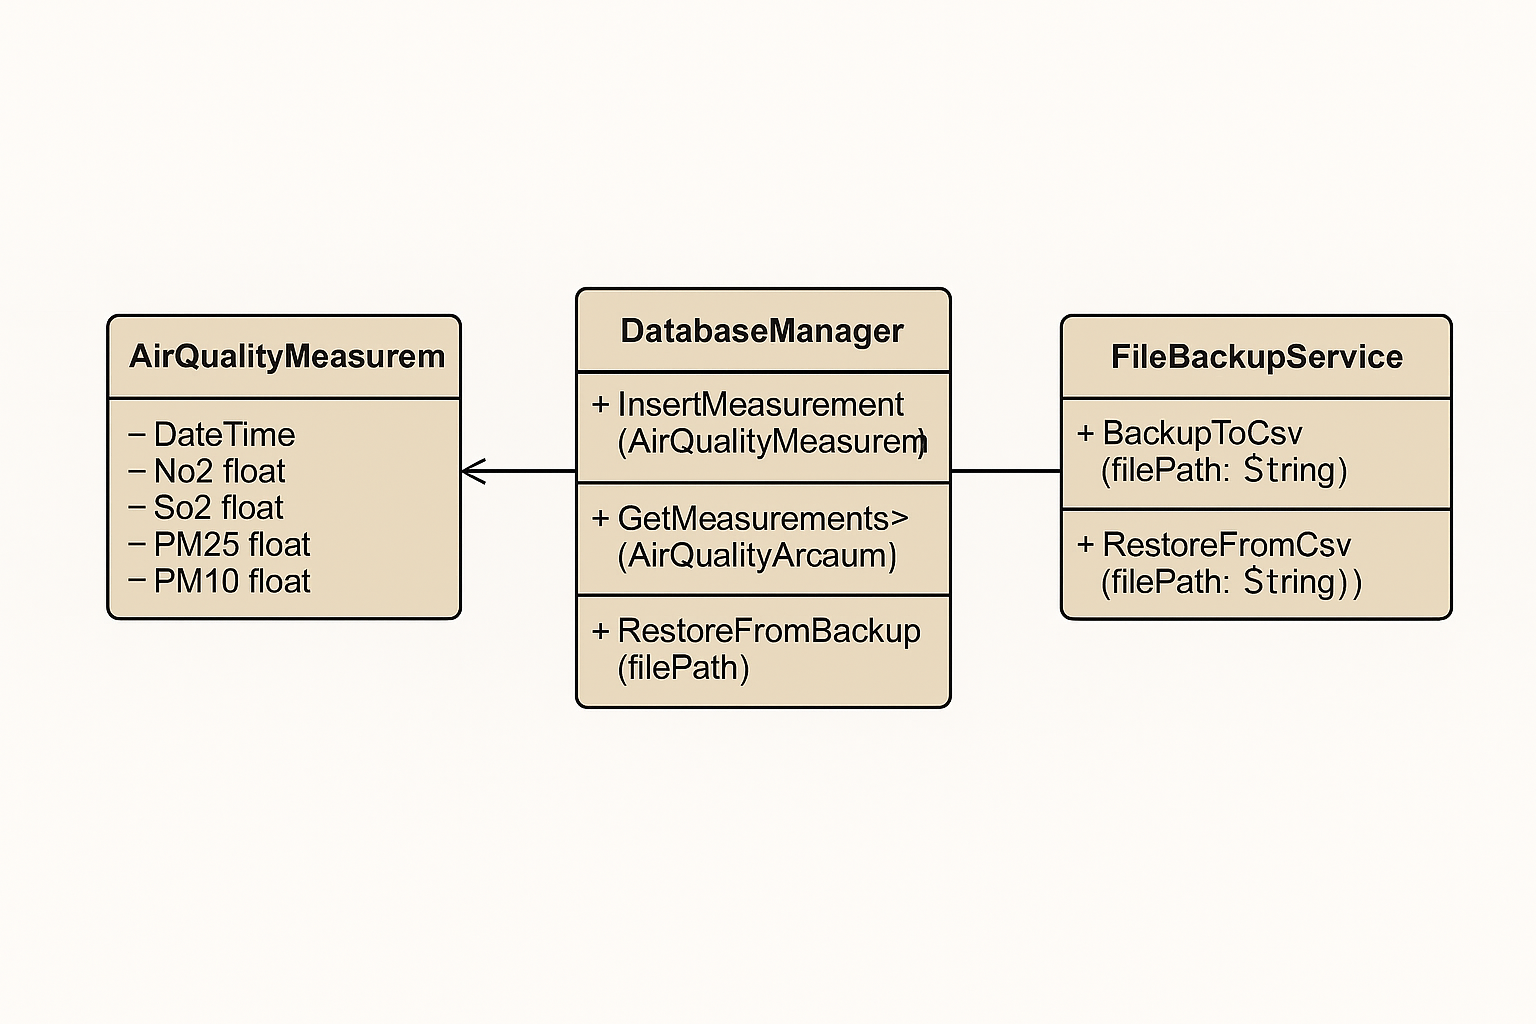 AirQualityMeasurem
– DateTime
– No2 float
– So2 float
– PM25 float
– PM10 float
DatabaseManager
+ InsertMeasurement
(AirQualityMeasurem)
+ GetMeasurements>
(AirQualityArcaum)
+ RestoreFromBackup
(filePath)
FileBackupService
+ BackupToCsv
(filePath: String)
+ RestoreFromCsv
(filePath: String))